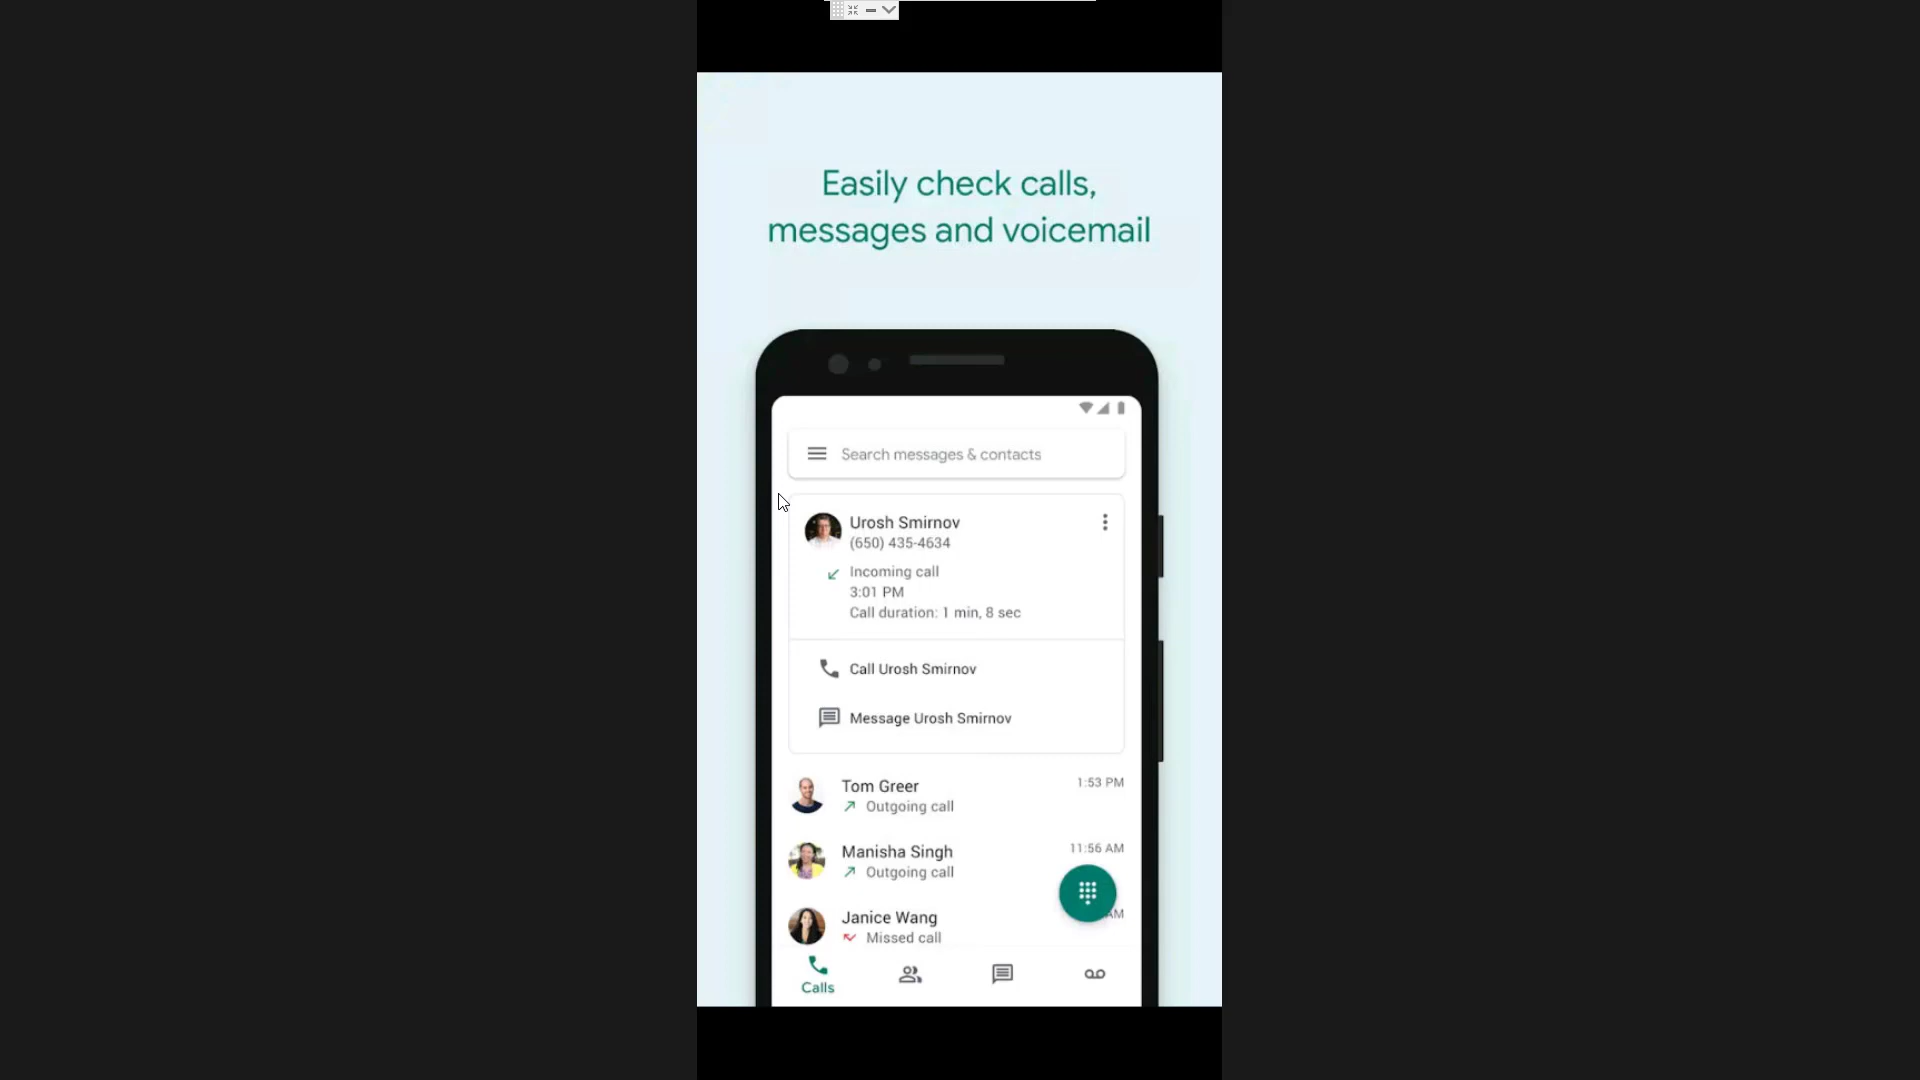 Easily check calls,
messages and voicemail
Search messages & contacts
Urosh Smirnov
(650) 435-4634
Incoming call
3:01 PM
Call duration: 1 min, 8 sec
Call Urosh Smirnov
Message Urosh Smirnov
Tom Greer
1:53 PM
Outgoing call
Manisha Singh
11:56 AM
Outgoing call
Janice Wang
AM
Missed call
Calls